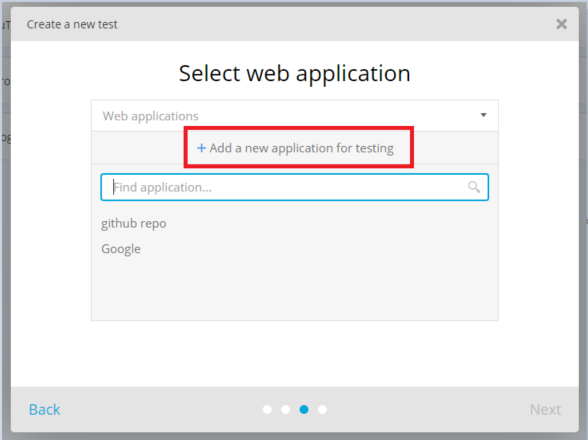 Create a new test
Select web application
Web applications
+ Add a new application for testing
Find application...
github repo
Google
Back
Next